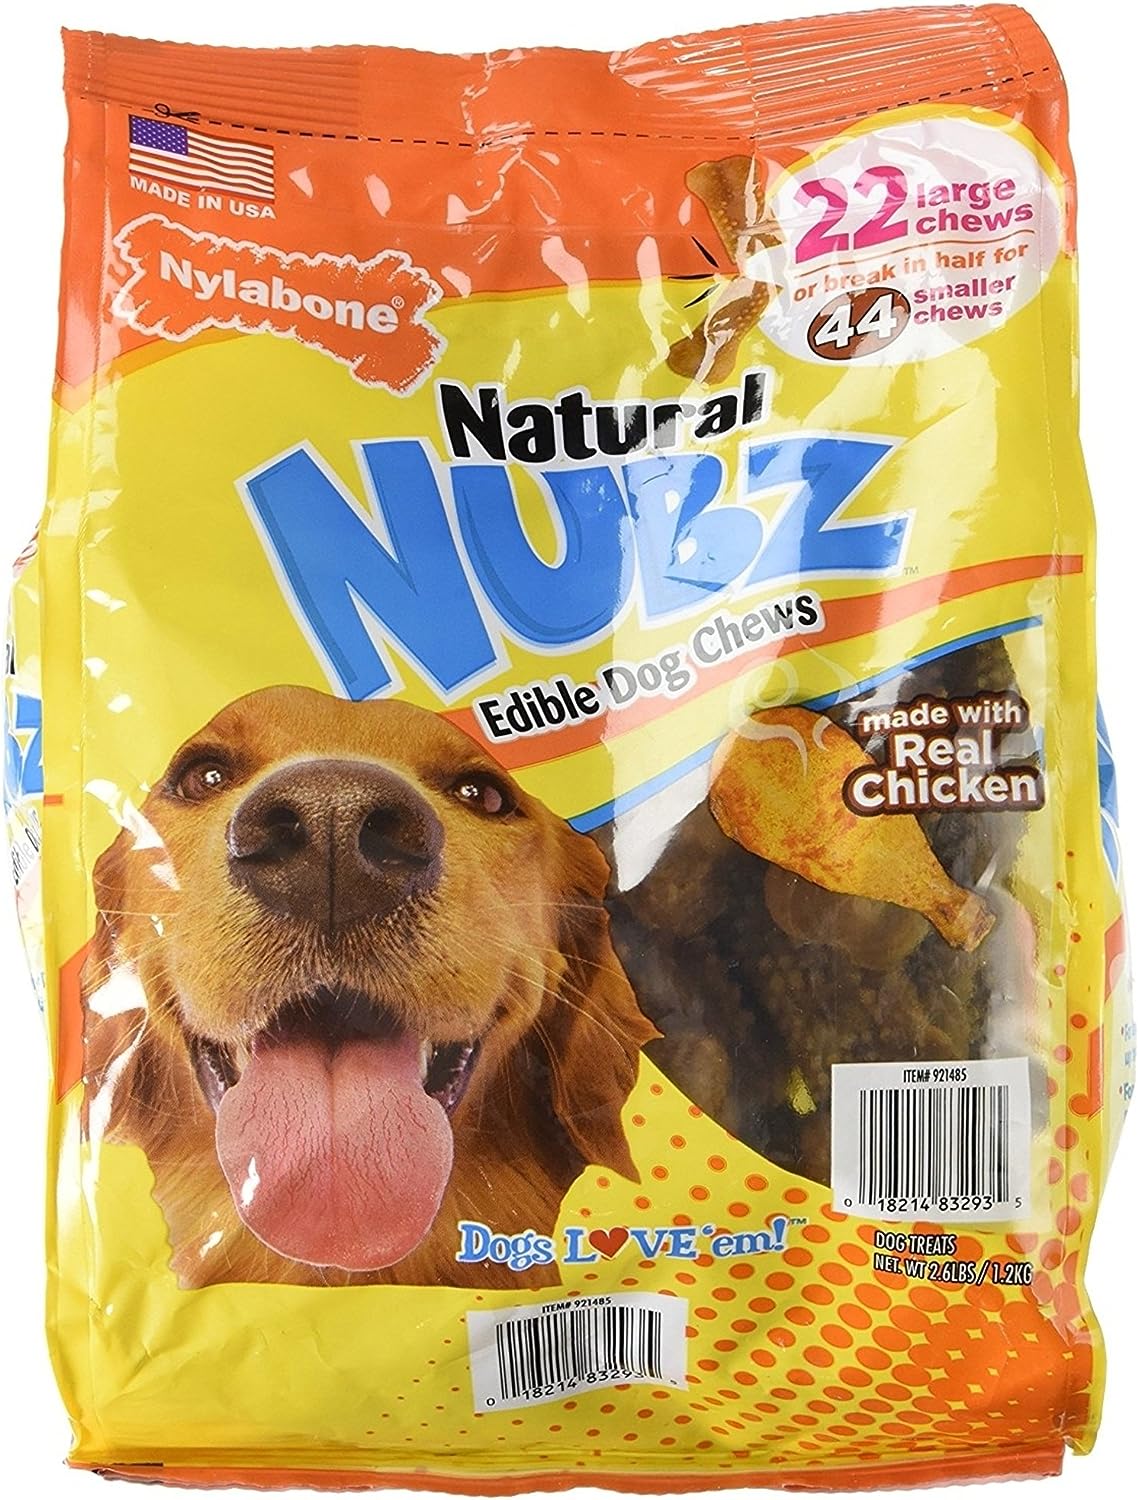 MADE IN USA
Nylabone®
22 large
chews
or break in half for
44 smaller
chews
Natural
NUBZ™
Edible Dog Chews
made with
Real
Chicken
ITEM# 921485
0 18214 83293 5
DOG TREATS
NET. WT 2.6LBS / 1.2KG
Dogs LOVE 'em!™
ITEM# 921485
0 18214 83293 5